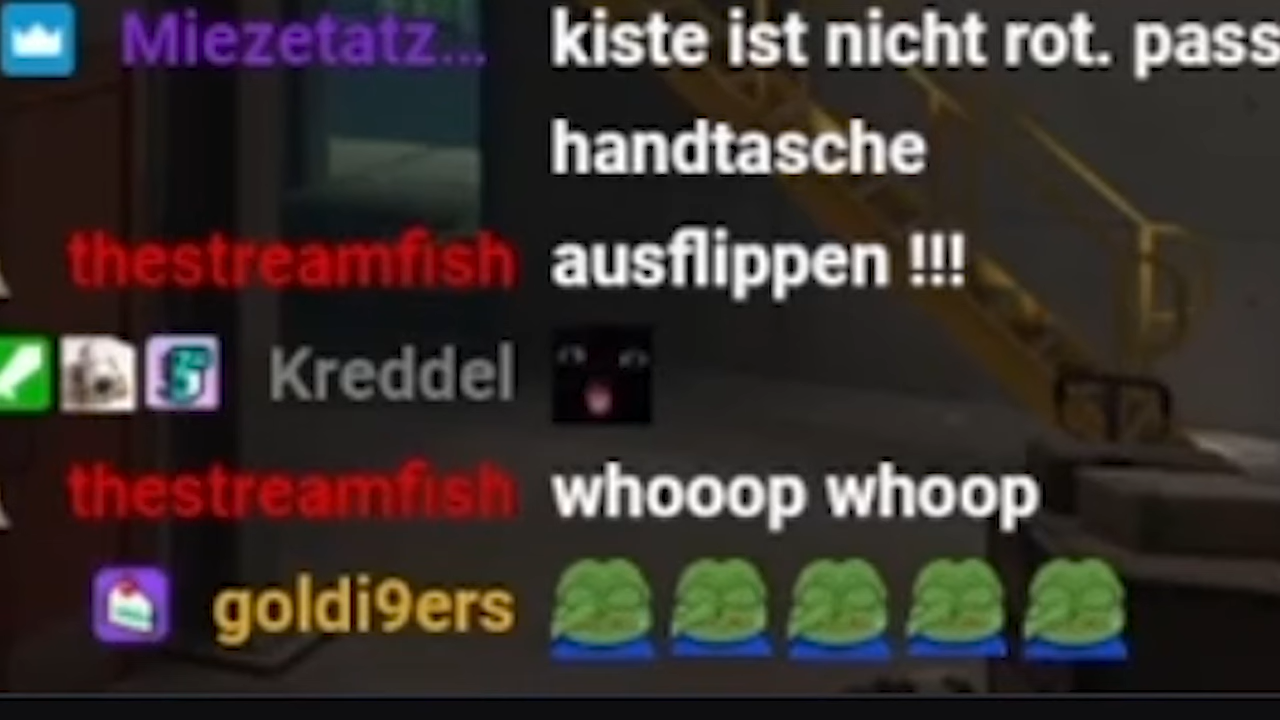 Miezetatz... kiste ist nicht rot. pass
handtasche
thestreamfish ausflippen !!!
Kreddel
thestreamfish whooop whoop
goldi9ers